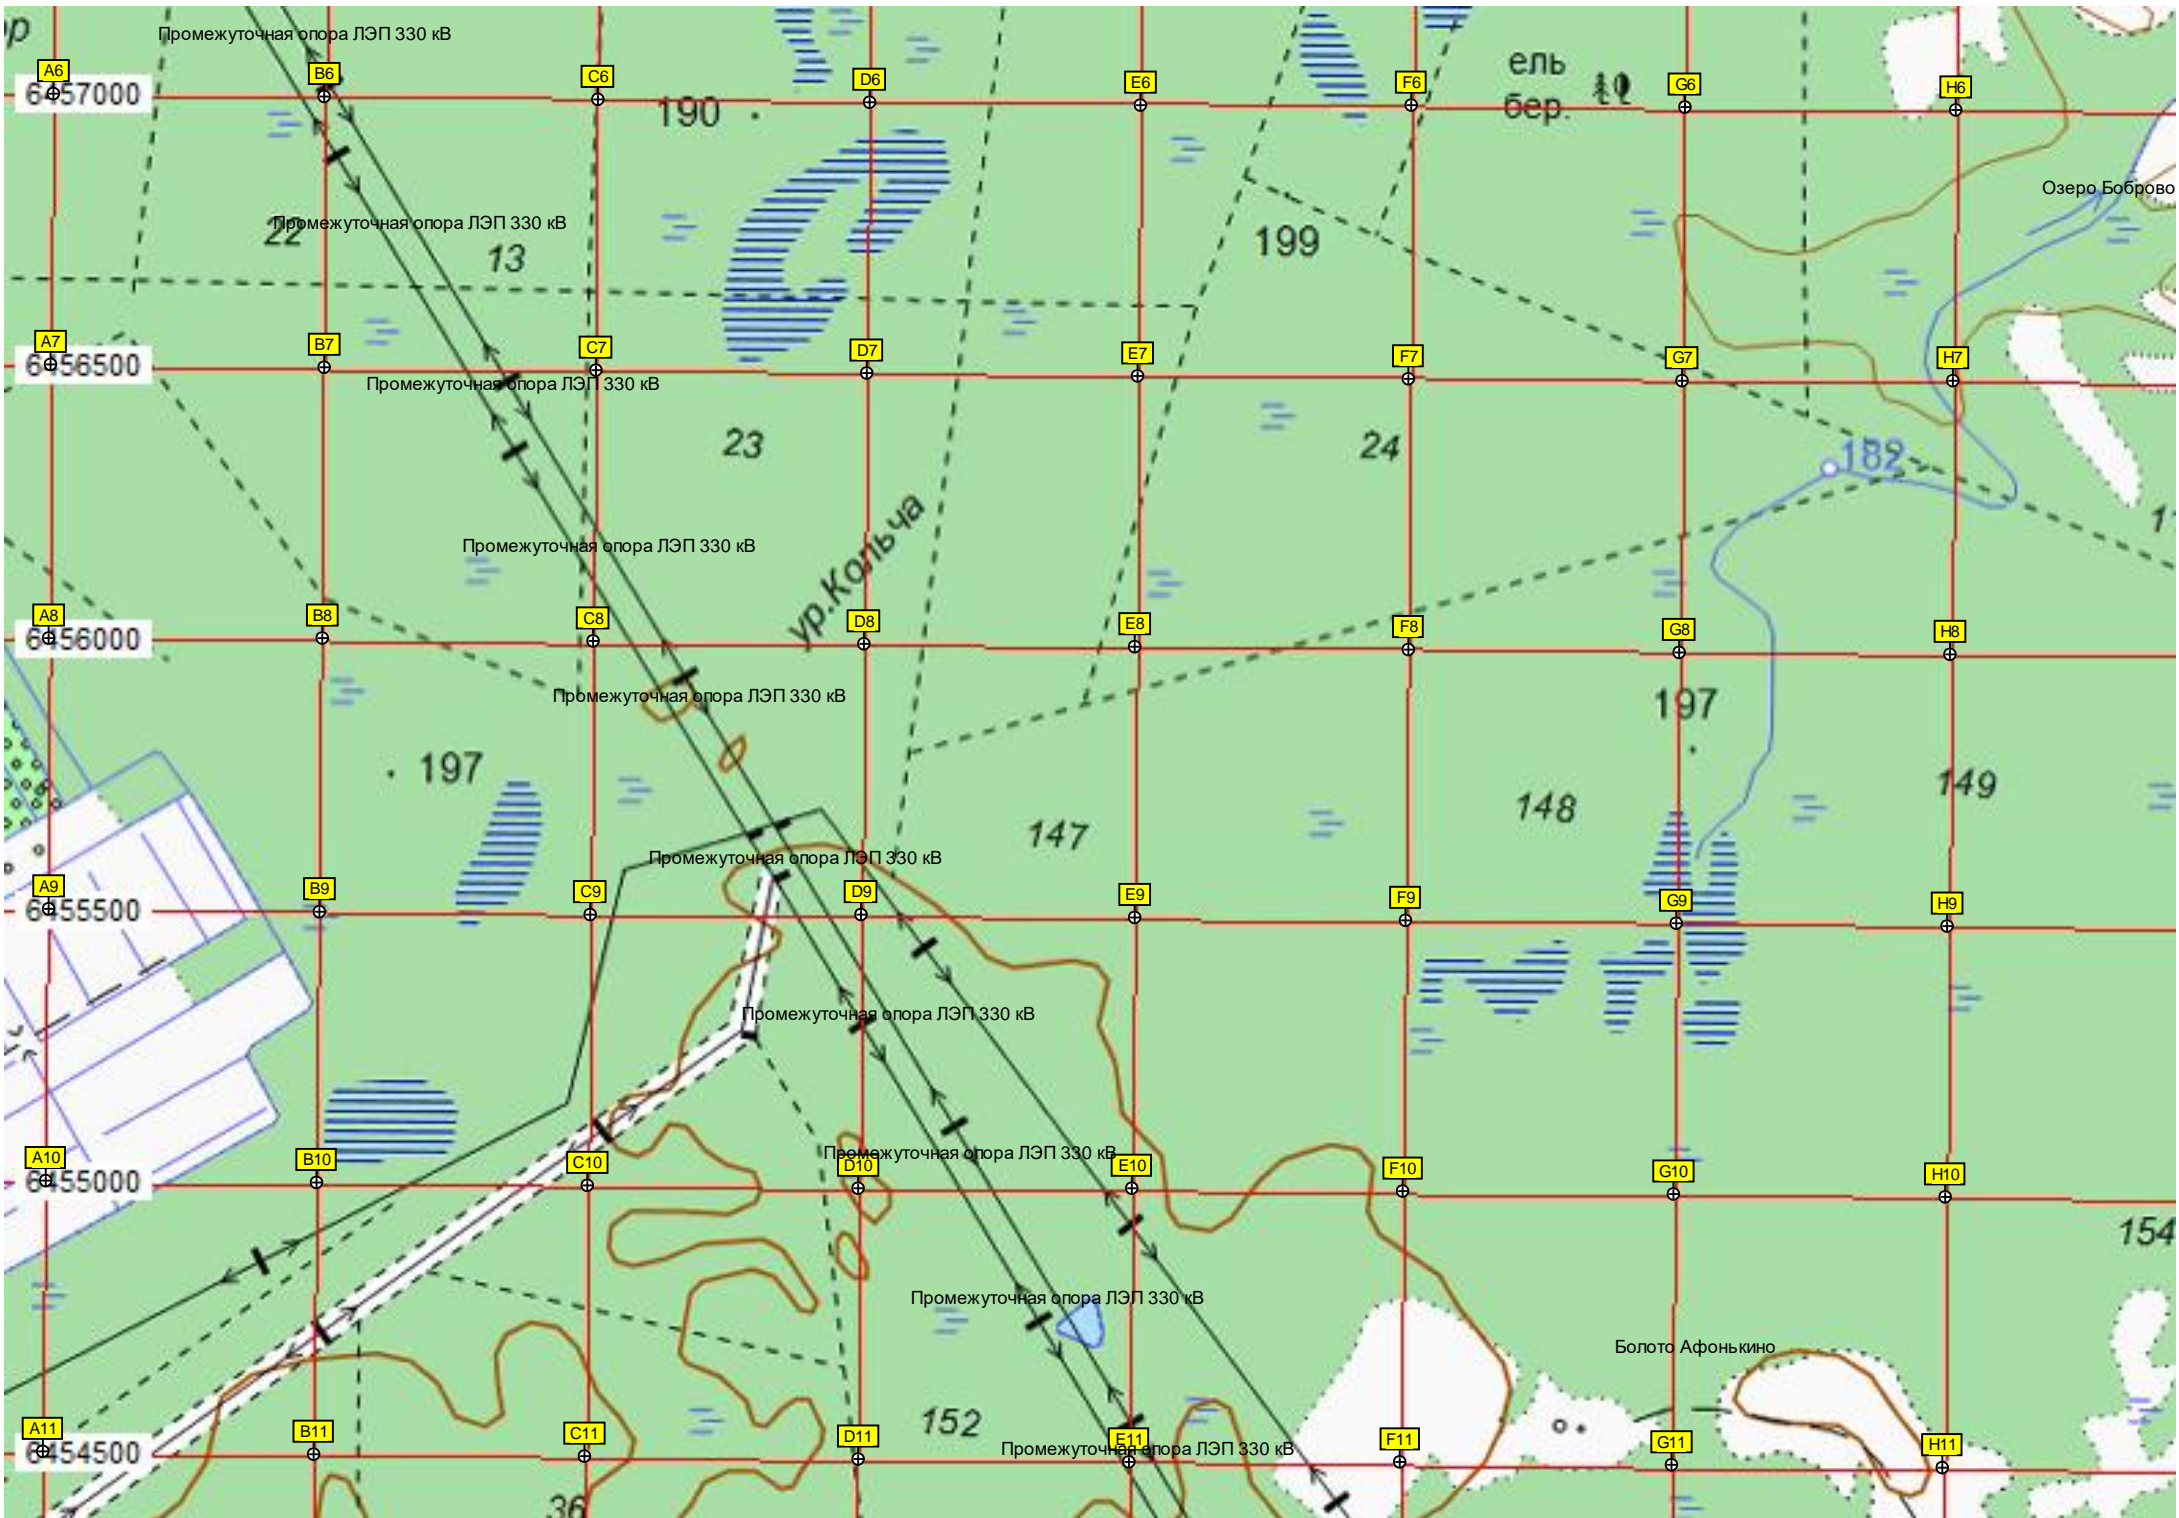 ор
Промежуточная опора ЛЭП 330 кВ
ель
бер.
A6
B6
C6
D6
E6
F6
G6
H6
6457000
190
Озеро Боброво
22
Промежуточная опора ЛЭП 330 кВ
13
199
A7
B7
C7
D7
E7
F7
G7
H7
6456500
Промежуточная опора ЛЭП 330 кВ
23
24
182
Промежуточная опора ЛЭП 330 кВ
ур.Кольча
A8
B8
C8
D8
E8
F8
G8
H8
6456000
Промежуточная опора ЛЭП 330 кВ
197
197
147
148
149
Промежуточная опора ЛЭП 330 кВ
A9
B9
C9
D9
E9
F9
G9
H9
6455500
Промежуточная опора ЛЭП 330 кВ
Промежуточная опора ЛЭП 330 кВ
A10
B10
C10
D10
E10
F10
G10
H10
6455000
154
Промежуточная опора ЛЭП 330 кВ
Болото Афонькино
152
A11
B11
C11
D11
E11
F11
G11
H11
6454500
Промежуточная опора ЛЭП 330 кВ
36